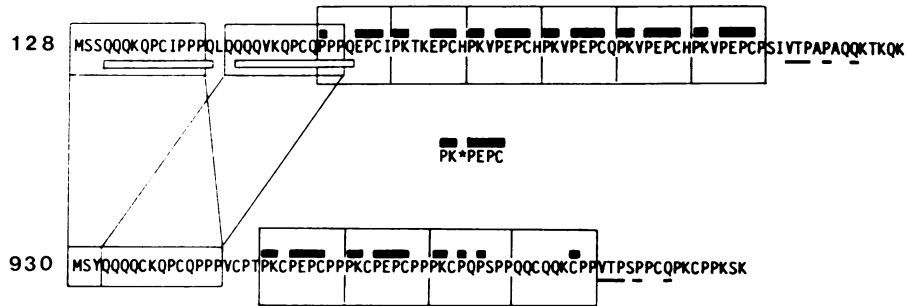 128 MSSQQQKQPCIPPPQLQQQQVKQPCQPPPQEPCIPKTKEPCHPKVPEPCHPKVPEPCQPKVPEPCHPKVPEPCPSIVTPAPAQQKTKQK
PK*PEPC
930 MSYQQQQCKQPCQPPPVCPTPKCPEPCPPPKCPEPCPPPKCPQPSPPQQCQQKCPPVTPSPPCQPKCPPKSK